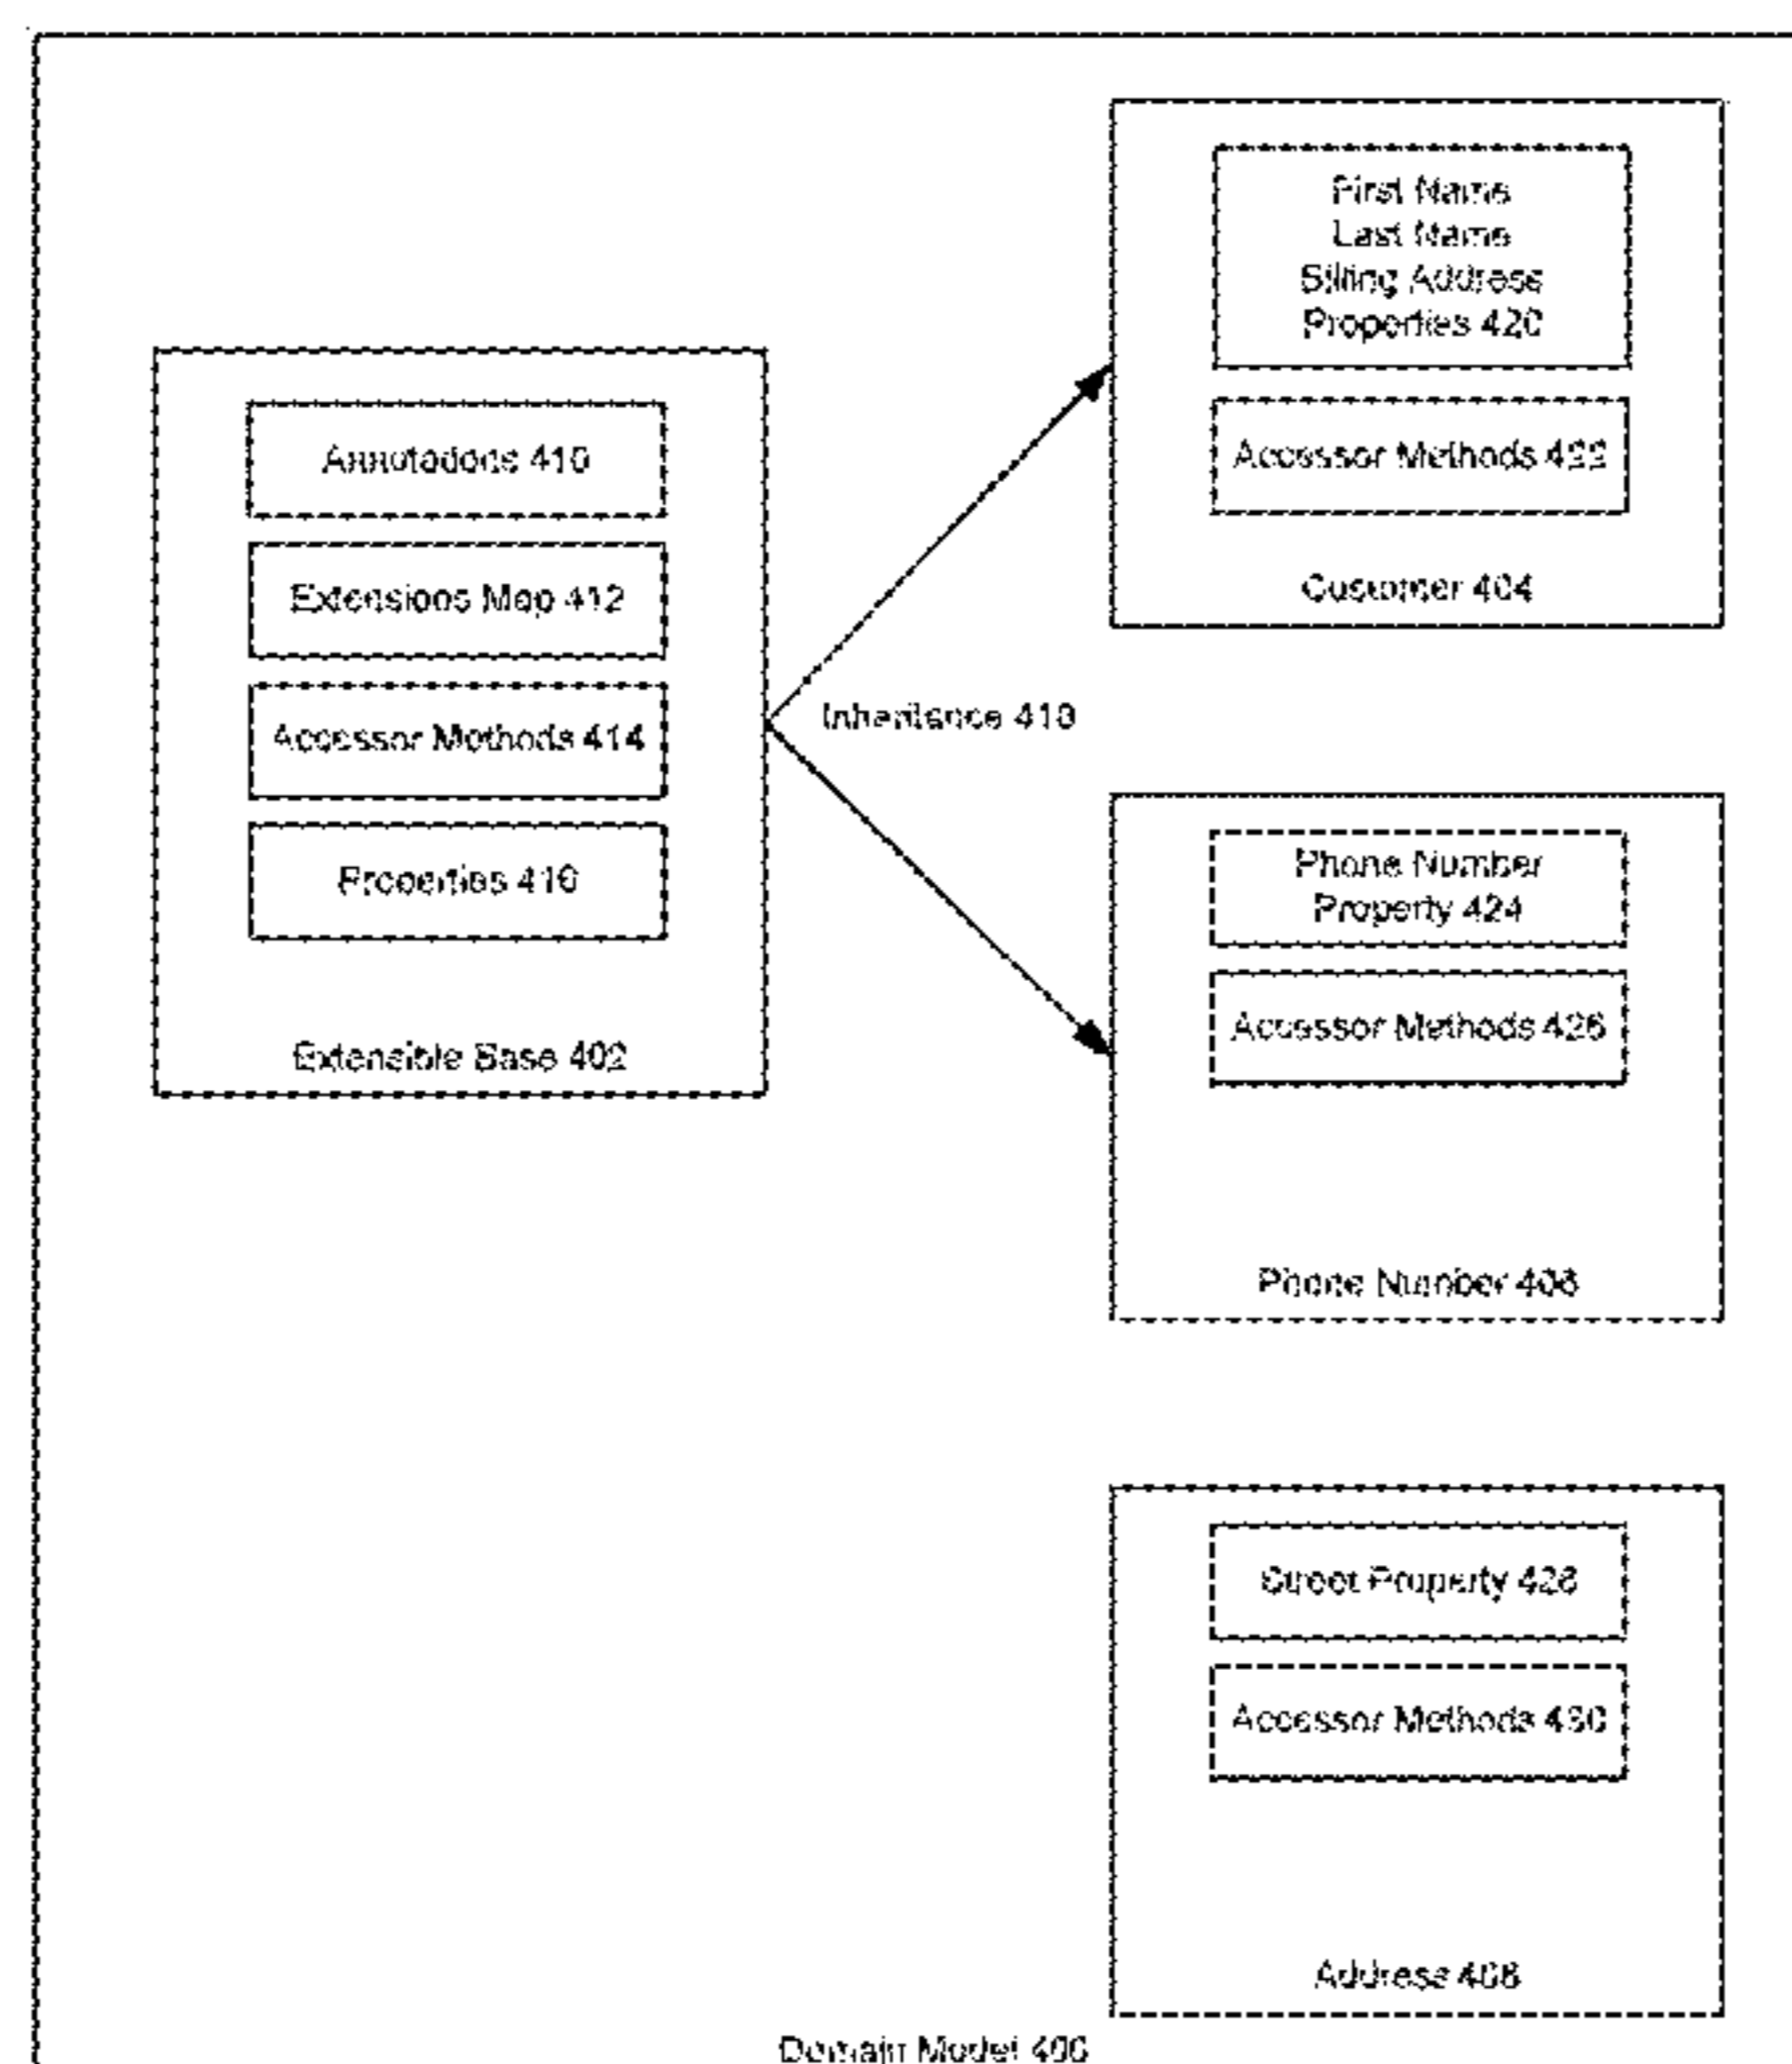 First Name
Last Name
Billing Address
Properties 420
Accessor Methods 422
Customer 404
Annotations 410
Extensions Map 412
Accessor Methods 414
Properties 416
Extensible Base 402
Inheritance 418
Phone Number
Property 424
Accessor Methods 426
Phone Number 406
Street Property 428
Accessor Methods 430
Address 408
Domain Model 400